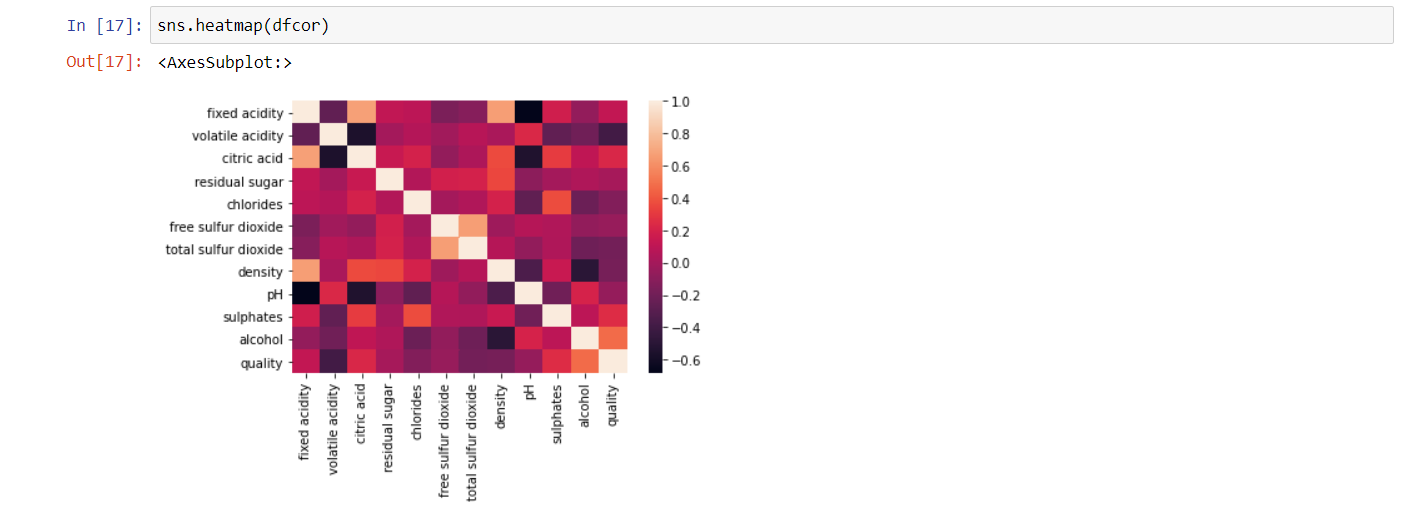 In [17]: sns.heatmap(dfcor)
Out[17]: <AxesSubplot:>
fixed acidity
volatile acidity
citric acid
residual sugar
chlorides
free sulfur dioxide
total sulfur dioxide
density
pH
sulphates
alcohol
quality
fixed acidity
volatile acidity
citric acid
residual sugar
chlorides
free sulfur dioxide
total sulfur dioxide
density
pH
sulphates
alcohol
quality
1.0
0.8
0.6
0.4
0.2
0.0
−0.2
−0.4
−0.6